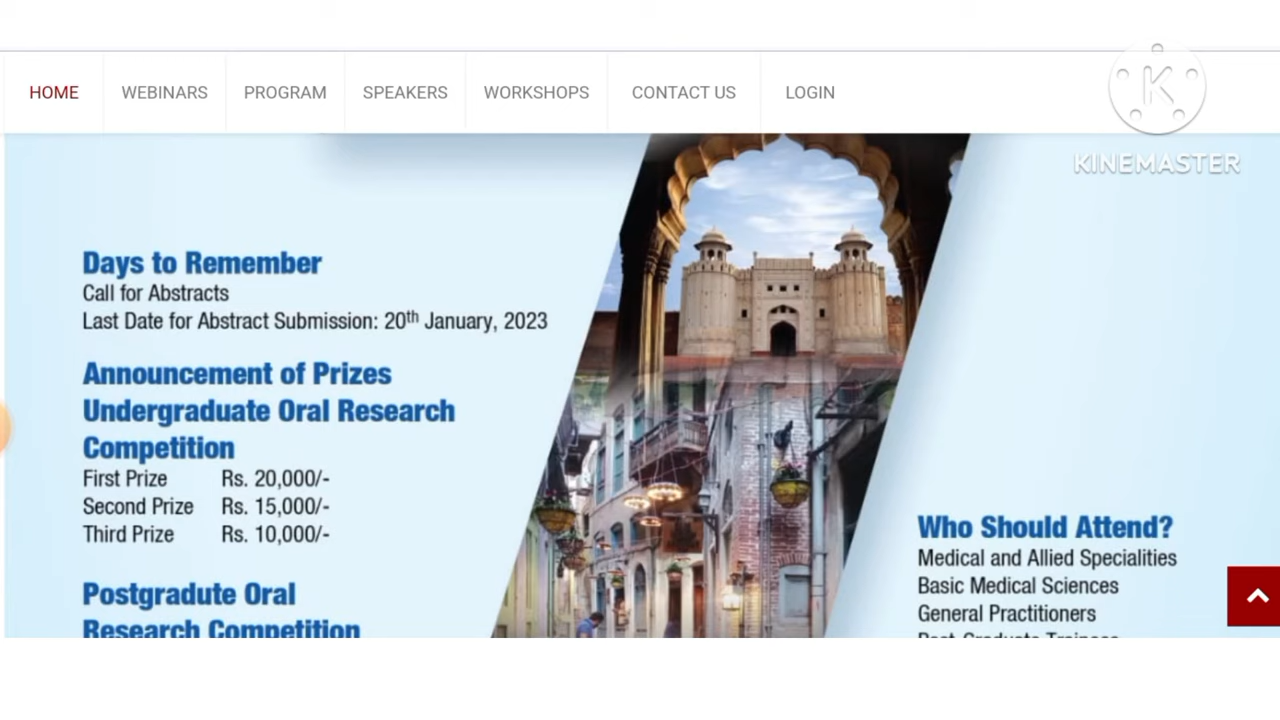 HOME WEBINARS PROGRAM SPEAKERS WORKSHOPS CONTACT US LOGIN
K
KINEMASTER
Days to Remember
Call for Abstracts
Last Date for Abstract Submission: 20th January, 2023
Announcement of Prizes
Undergraduate Oral Research
Competition
First Prize Rs. 20,000/-
Second Prize Rs. 15,000/-
Third Prize Rs. 10,000/-
Postgradute Oral
Research Competition
Who Should Attend?
Medical and Allied Specialities
Basic Medical Sciences
General Practitioners
Post-Graduate Trainees